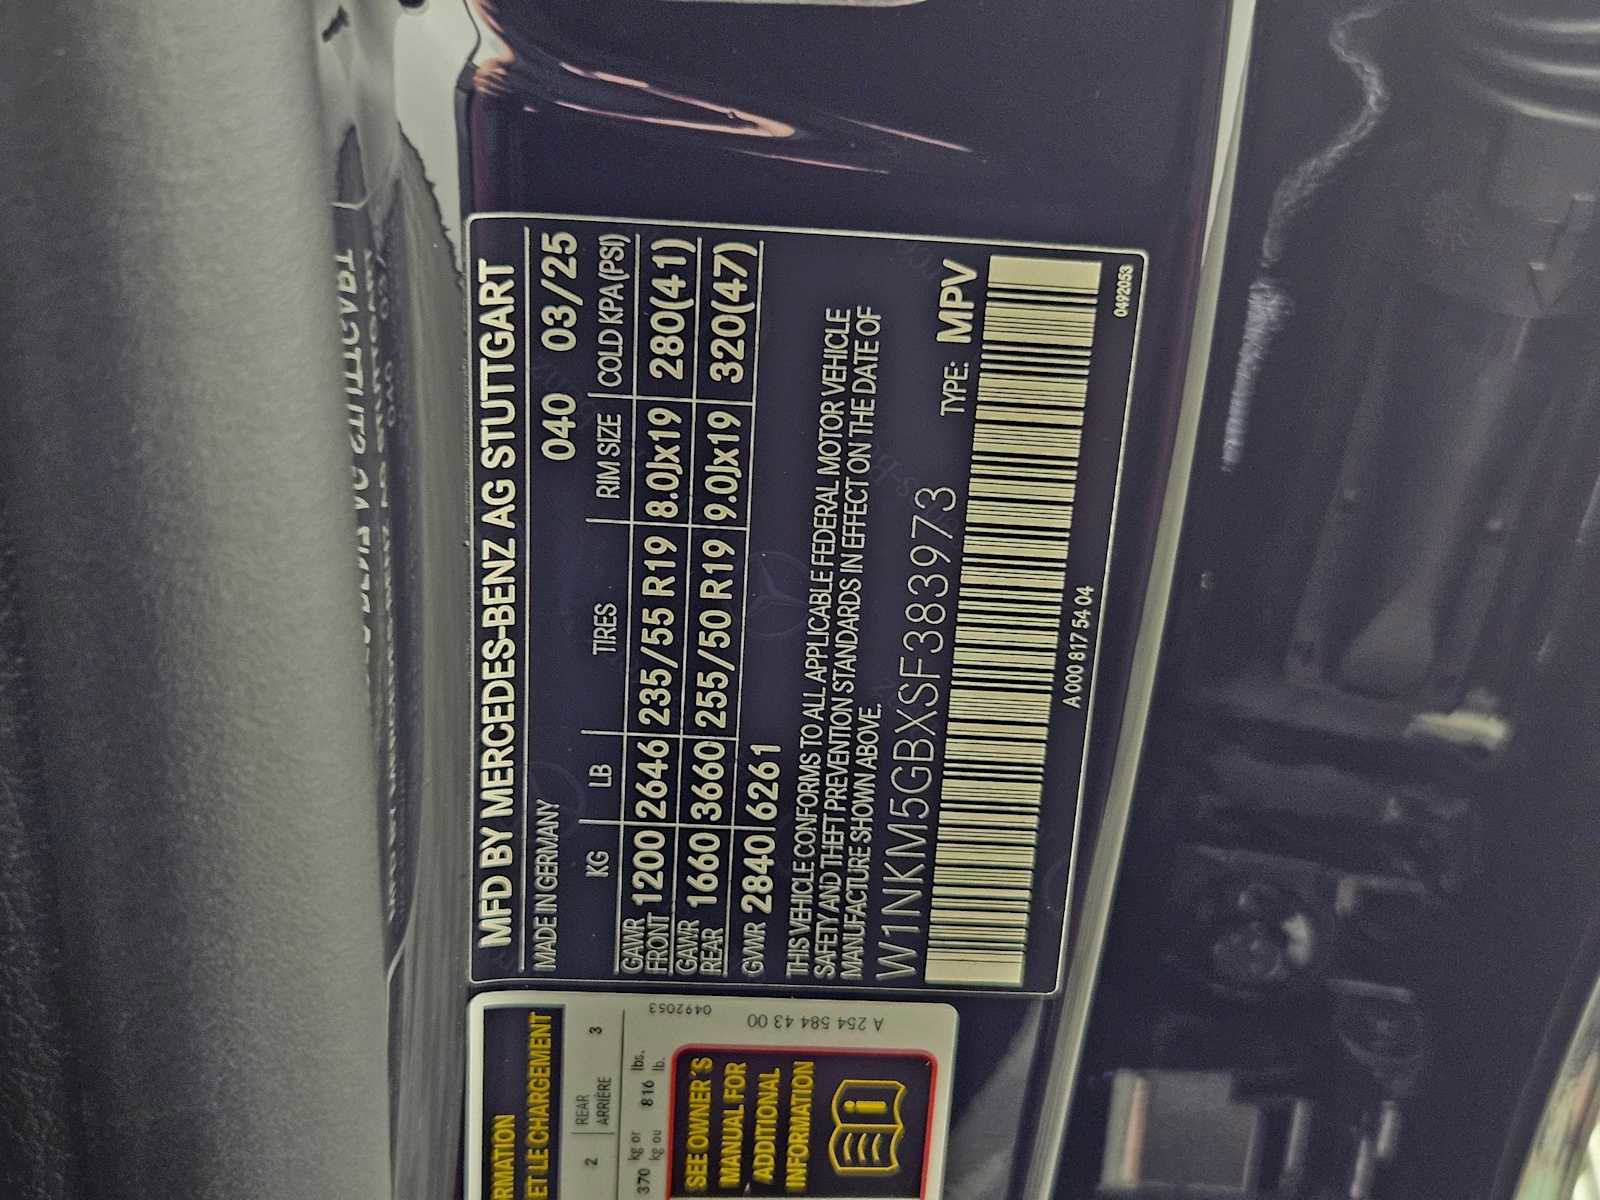 MFD BY MERCEDES-BENZ AG STUTTGART
MADE IN GERMANY 040 03/25
KG LB TIRES RIM SIZE COLD KPA(PSI)
GAWR FRONT 1200 2646 235/55 R19 8.0Jx19 280(41)
GAWR REAR 1660 3660 255/50 R19 9.0Jx19 320(47)
GVWR 2840 6261
THIS VEHICLE CONFORMS TO ALL APPLICABLE FEDERAL MOTOR VEHICLE
SAFETY AND THEFT PREVENTION STANDARDS IN EFFECT ON THE DATE OF
MANUFACTURE SHOWN ABOVE.
W1NKM5GBXSF383973 TYPE: MPV
A 000 817 54 04 0492053
RMATION
ET LE CHARGEMENT
2 REAR ARRIÈRE 3
370 kg or kg ou 816 lbs. lb.
0492053
SEE OWNER'S
MANUAL FOR
ADDITIONAL
INFORMATION
A 254 584 43 00